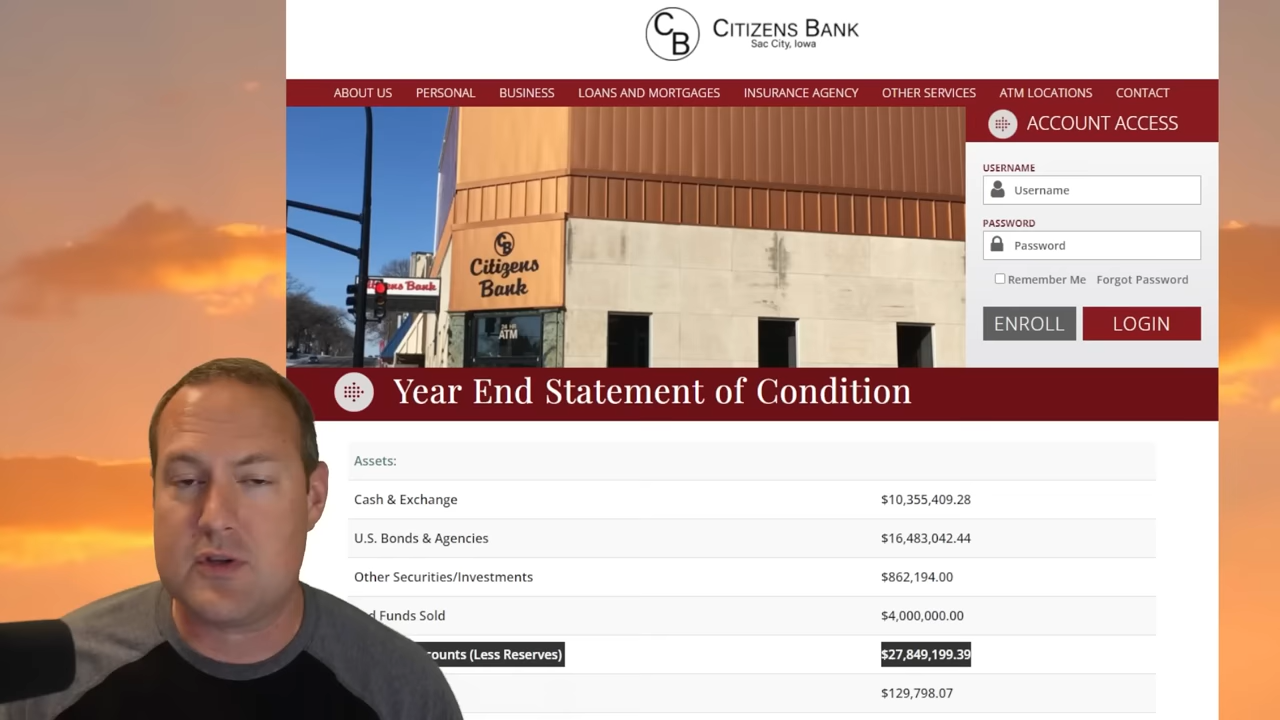 CB
CITIZENS BANK
Sac City, Iowa
ABOUT US PERSONAL BUSINESS LOANS AND MORTGAGES INSURANCE AGENCY OTHER SERVICES ATM LOCATIONS CONTACT
ACCOUNT ACCESS
USERNAME
Username
PASSWORD
Password
Remember Me Forgot Password
ENROLL LOGIN
CB
Citizens
Bank
Bank
ATM
Year End Statement of Condition
Assets:
Cash & Exchange $10,355,409.28
U.S. Bonds & Agencies $16,483,042.44
Other Securities/Investments $862,194.00
Funds Sold $4,000,000.00
(Less Reserves) $27,849,199.39
$129,798.07